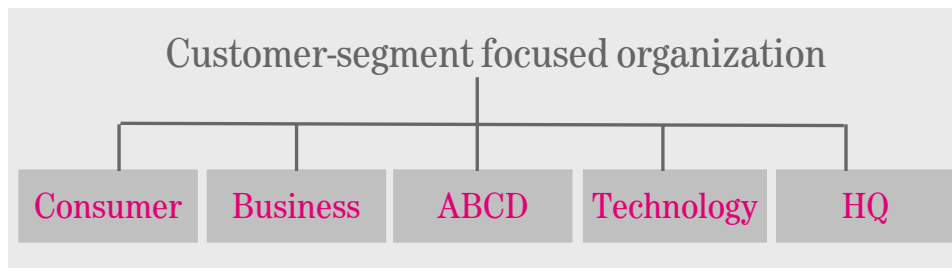 Customer-segment focused organization
Consumer Business ABCD Technology HQ